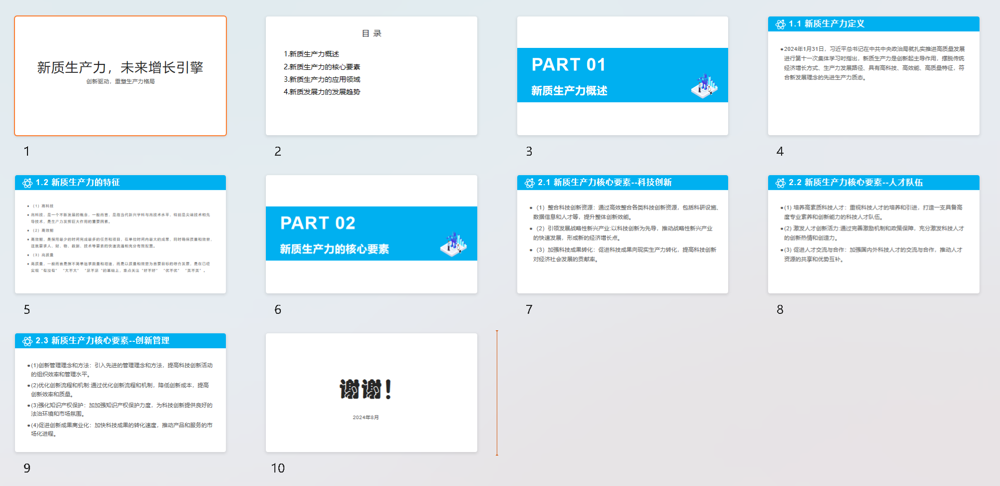 新质生产力，未来增长引擎
创新驱动，重塑生产力格局
1
目 录
1.新质生产力概述
2.新质生产力的核心要素
3.新质生产力的应用领域
4.新质发展力的发展趋势
2
PART 01
新质生产力概述
3
1.1 新质生产力定义
•2024年1月31日，习近平总书记在中共中央政治局就扎实推进高质量发展
进行第十一次集体学习时指出，新质生产力是创新起主导作用，摆脱传统
经济增长方式、生产力发展路径、具有高科技、高效能、高质量特征，符
合新发展理念的先进生产力质态。
4
1.2 新质生产力的特征
• （1）高科技
• 高科技，是一个不断发展的概念，一般而言，是指当代新兴学科与高技术水平，特别是尖端技术和先
导技术，是生产力发挥巨大作用的重要因素。
• （2）高效能
• 高效能，是指用最少的时间完成最多的任务和项目，在单位时间内最大的成果，同时确保质量和效益，
这就要求人、财、物、数据、技术等要素的快速流通和充分有效配置。
• （3）高质量
• 高质量，一般而言是指不简单追求数量和增速，而是以质量和效益为首要目标的综合发展，是在已经
实现“有没有” “大不大” “足不足”的基础上，重点关注“好不好” “优不优” “美不美”。
5
PART 02
新质生产力的核心要素
6
2.1 新质生产力核心要素--科技创新
• （1）整合科技创新资源：通过高效整合各类科技创新资源，包括科研设施、
数据信息和人才等，提升整体创新效能。
• （2）引领发展战略性新兴产业:以科技创新为先导，推动战略性新兴产业
的快速发展，形成新的经济增长点。
• （3）加强科技成果转化：促进科技成果向现实生产力转化，提高科技创新
对经济社会发展的贡献率。
7
2.2 新质生产力核心要素--人才队伍
•(1) 培养高素质科技人才：重视科技人才的培养和引进，打造一支具备高
度专业素养和创新能力的科技人才队伍。
•(2) 激发人才创新活力:通过完善激励机制和政策保障，充分激发科技人才
的创新热情和创造力。
•(3) 促进人才交流与合作：加强国内外科技人才的交流与合作，推动人才
资源的共享和优势互补。
8
2.3 新质生产力核心要素--创新管理
•(1)创新管理理念和方法：引入先进的管理理念和方法，提高科技创新活动
的组织效率和管理水平。
•(2)优化创新流程和机制:通过优化创新流程和机制，降低创新成本，提高
创新效率和质量。
•(3)强化知识产权保护：加加强知识产权保护力度，为科技创新提供良好的
法治环境和市场氛围。
•(4)促进创新成果商业化：加快科技成果的转化速度，推动产品和服务的市
场化进程。
9
谢谢！
2024年8月
10